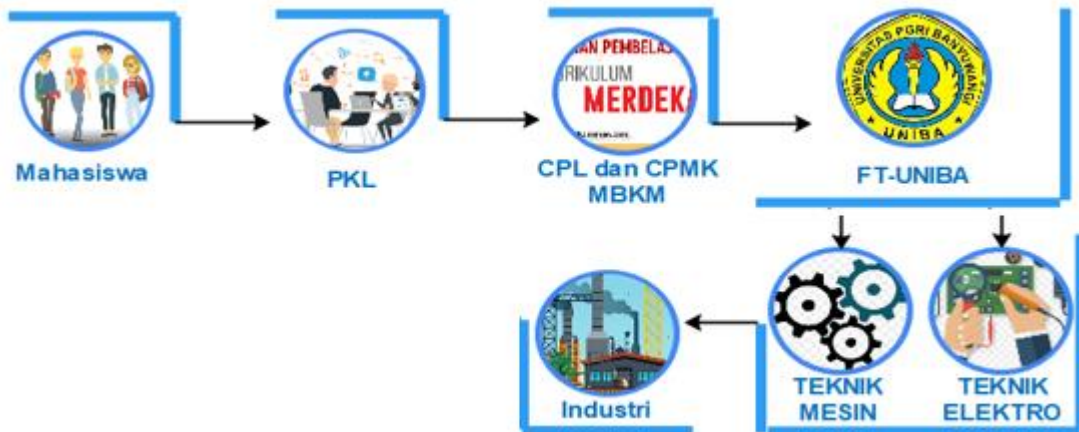 AN PEMBELAJ
RIKULUM
MERDEKA
UNIVERSITAS PGRI BANYUWANGI
UNIBA
Mahasiswa
PKL
CPL dan CPMK
MBKM
FT-UNIBA
Industri
TEKNIK
MESIN
TEKNIK
ELEKTRO